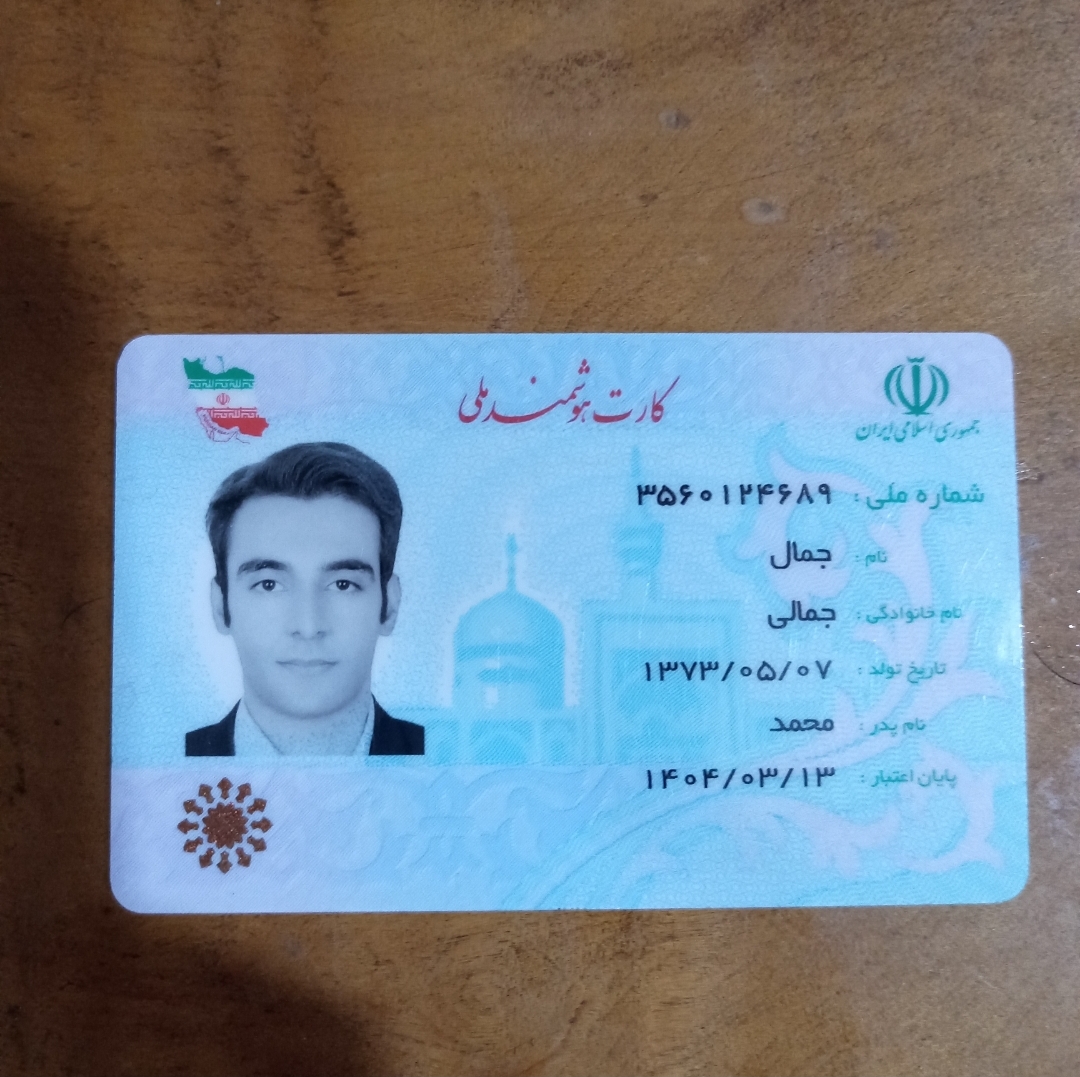 کارت هوشمند ملی
جمهوری اسلامی ایران
شماره ملی : ۳۵۶۰۱۲۴۶۸۹
نام : جمال
نام خانوادگی : جمالی
تاریخ تولد : ۱۳۷۳/۰۵/۰۷
نام پدر : محمد
پایان اعتبار : ۱۴۰۴/۰۳/۱۳